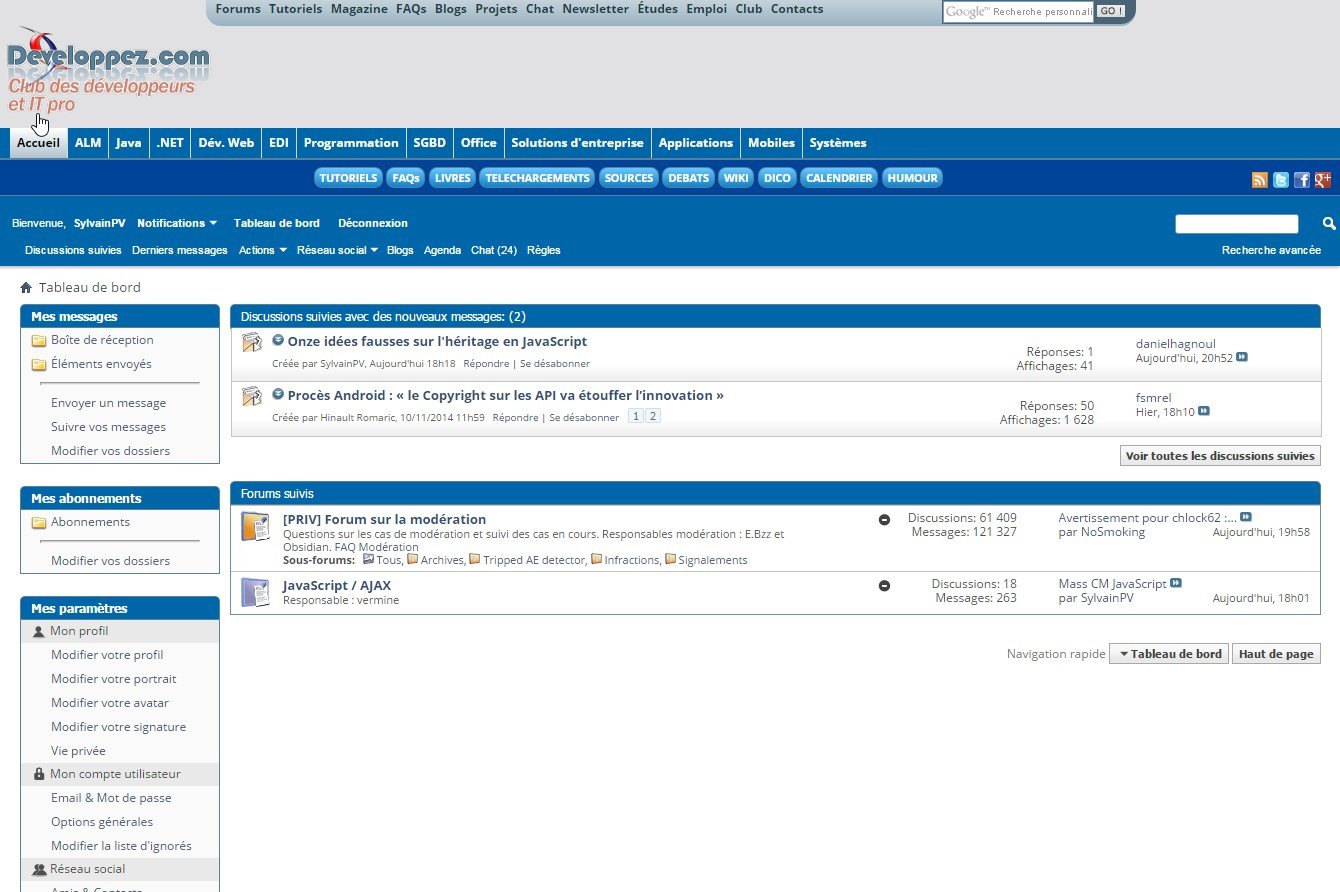 Forums Tutoriels Magazine FAQs Blogs Projets Chat Newsletter Études Emploi Club Contacts
Google™ Recherche personnali GO !
Developpez.com
Club des développeurs
et IT pro
Accueil ALM Java .NET Dév. Web EDI Programmation SGBD Office Solutions d'entreprise Applications Mobiles Systèmes
TUTORIELS FAQs LIVRES TELECHARGEMENTS SOURCES DEBATS WIKI DICO CALENDRIER HUMOUR
Bienvenue, SylvainPV Notifications Tableau de bord Déconnexion
Discussions suivies Derniers messages Actions Réseau social Blogs Agenda Chat (24) Règles
Recherche avancée
Tableau de bord
Mes messages
Boîte de réception
Éléments envoyés
Envoyer un message
Suivre vos messages
Modifier vos dossiers
Mes abonnements
Abonnements
Modifier vos dossiers
Mes paramètres
Mon profil
Modifier votre profil
Modifier votre portrait
Modifier votre avatar
Modifier votre signature
Vie privée
Mon compte utilisateur
Email & Mot de passe
Options générales
Modifier la liste d'ignorés
Réseau social
Discussions suivies avec des nouveaux messages: (2)
Onze idées fausses sur l'héritage en JavaScript
Créée par SylvainPV, Aujourd'hui 18h18 Répondre | Se désabonner
Réponses: 1
Affichages: 41
danielhagnoul
Aujourd'hui, 20h52
Procès Android : « le Copyright sur les API va étouffer l’innovation »
Créée par Hinault Romaric, 10/11/2014 11h59 Répondre | Se désabonner 1 2
Réponses: 50
Affichages: 1 628
fsmrel
Hier, 18h10
Voir toutes les discussions suivies
Forums suivis
[PRIV] Forum sur la modération
Questions sur les cas de modération et suivi des cas en cours. Responsables modération : E.Bzz et
Obsidian. FAQ Modération
Sous-forums: Tous, Archives, Tripped AE detector, Infractions, Signalements
Discussions: 61 409
Messages: 121 327
Avertissement pour chlock62 :...
par NoSmoking Aujourd'hui, 19h58
JavaScript / AJAX
Responsable : vermine
Discussions: 18
Messages: 263
Mass CM JavaScript
par SylvainPV Aujourd'hui, 18h01
Navigation rapide Tableau de bord Haut de page